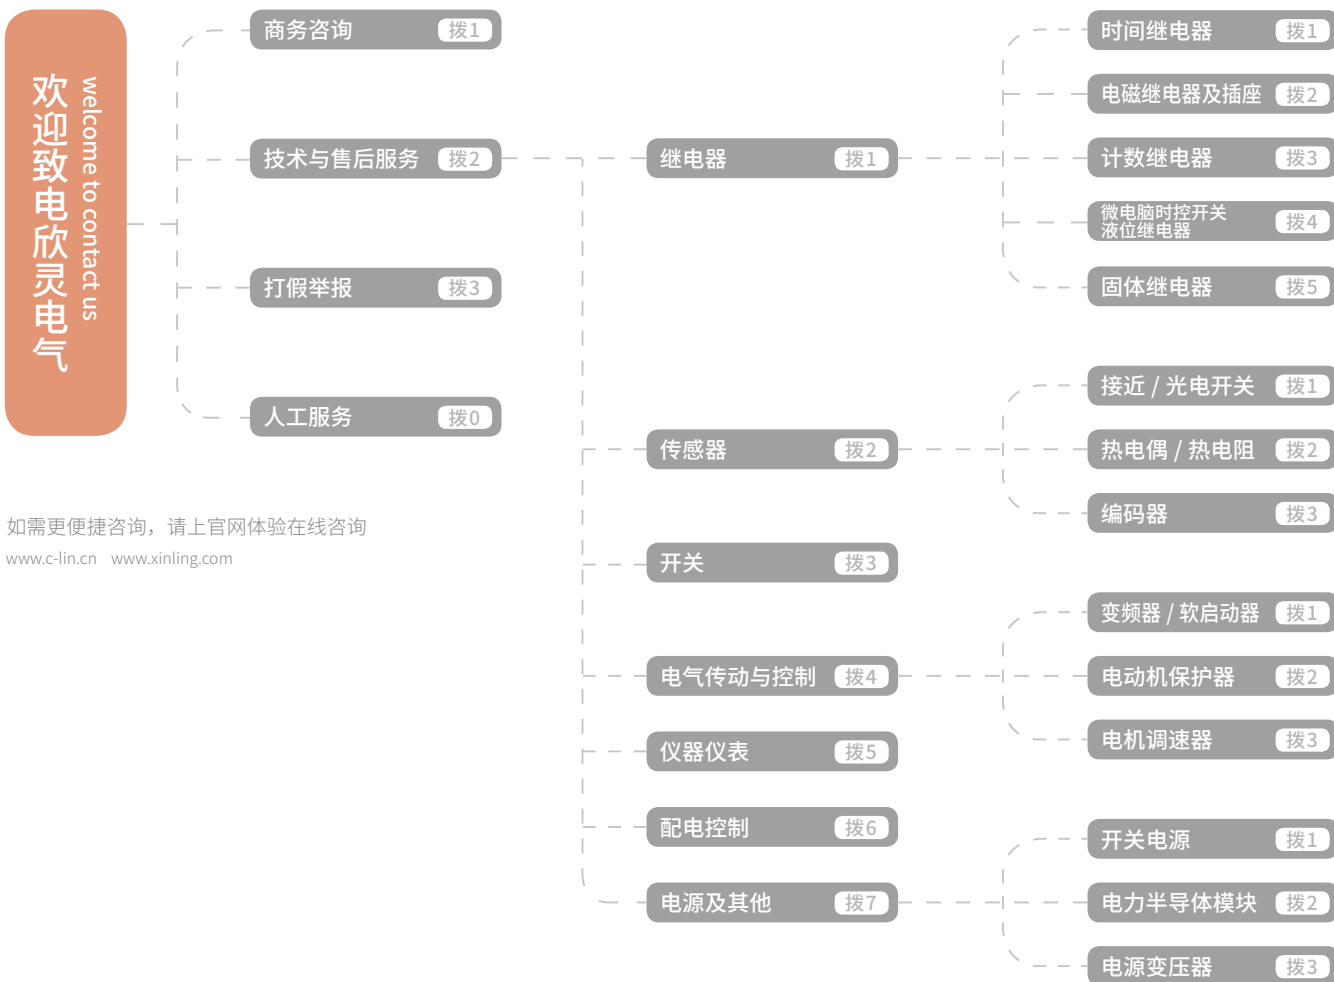 欢迎致电欣灵电气
welcome to contact us
商务咨询 拨1
技术与售后服务 拨2
打假举报 拨3
人工服务 拨0
如需更便捷咨询，请上官网体验在线咨询
www.c-lin.cn www.xinling.com
继电器 拨1
传感器 拨2
开关 拨3
电气传动与控制 拨4
仪器仪表 拨5
配电控制 拨6
电源及其他 拨7
时间继电器 拨1
电磁继电器及插座 拨2
计数继电器 拨3
微电脑时控开关
液位继电器 拨4
固体继电器 拨5
接近 / 光电开关 拨1
热电偶 / 热电阻 拨2
编码器 拨3
变频器 / 软启动器 拨1
电动机保护器 拨2
电机调速器 拨3
开关电源 拨1
电力半导体模块 拨2
电源变压器 拨3